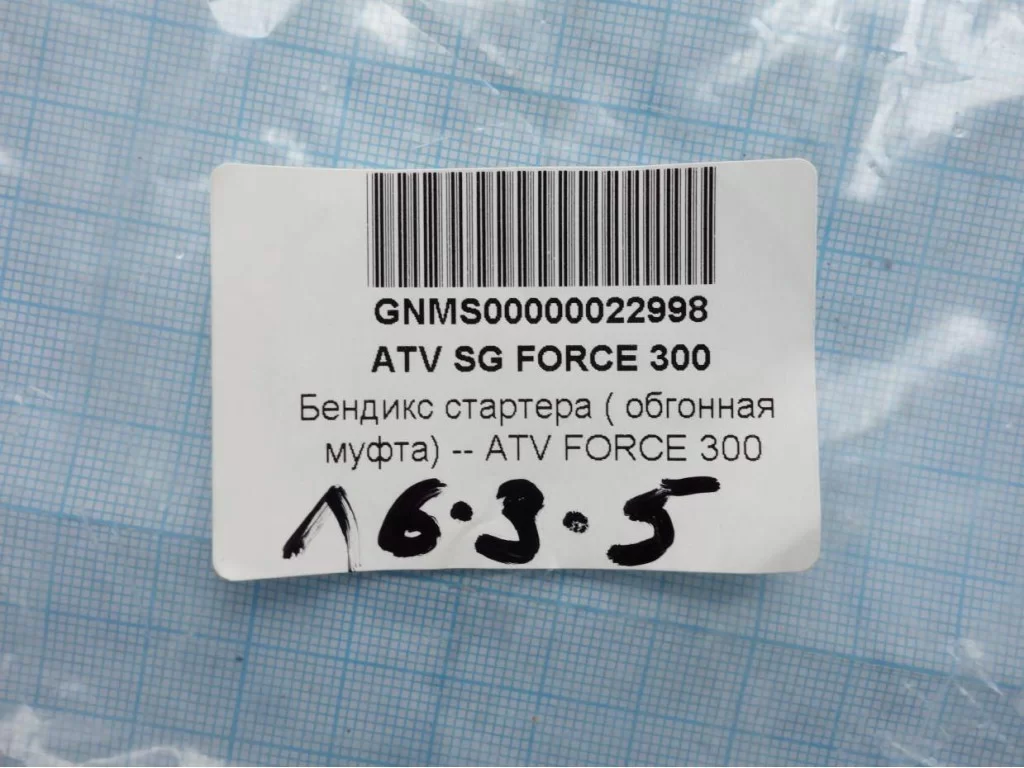 GNMS00000022998
ATV SG FORCE 300
Бендикс стартера ( обгонная
муфта) -- ATV FORCE 300
16.3.5